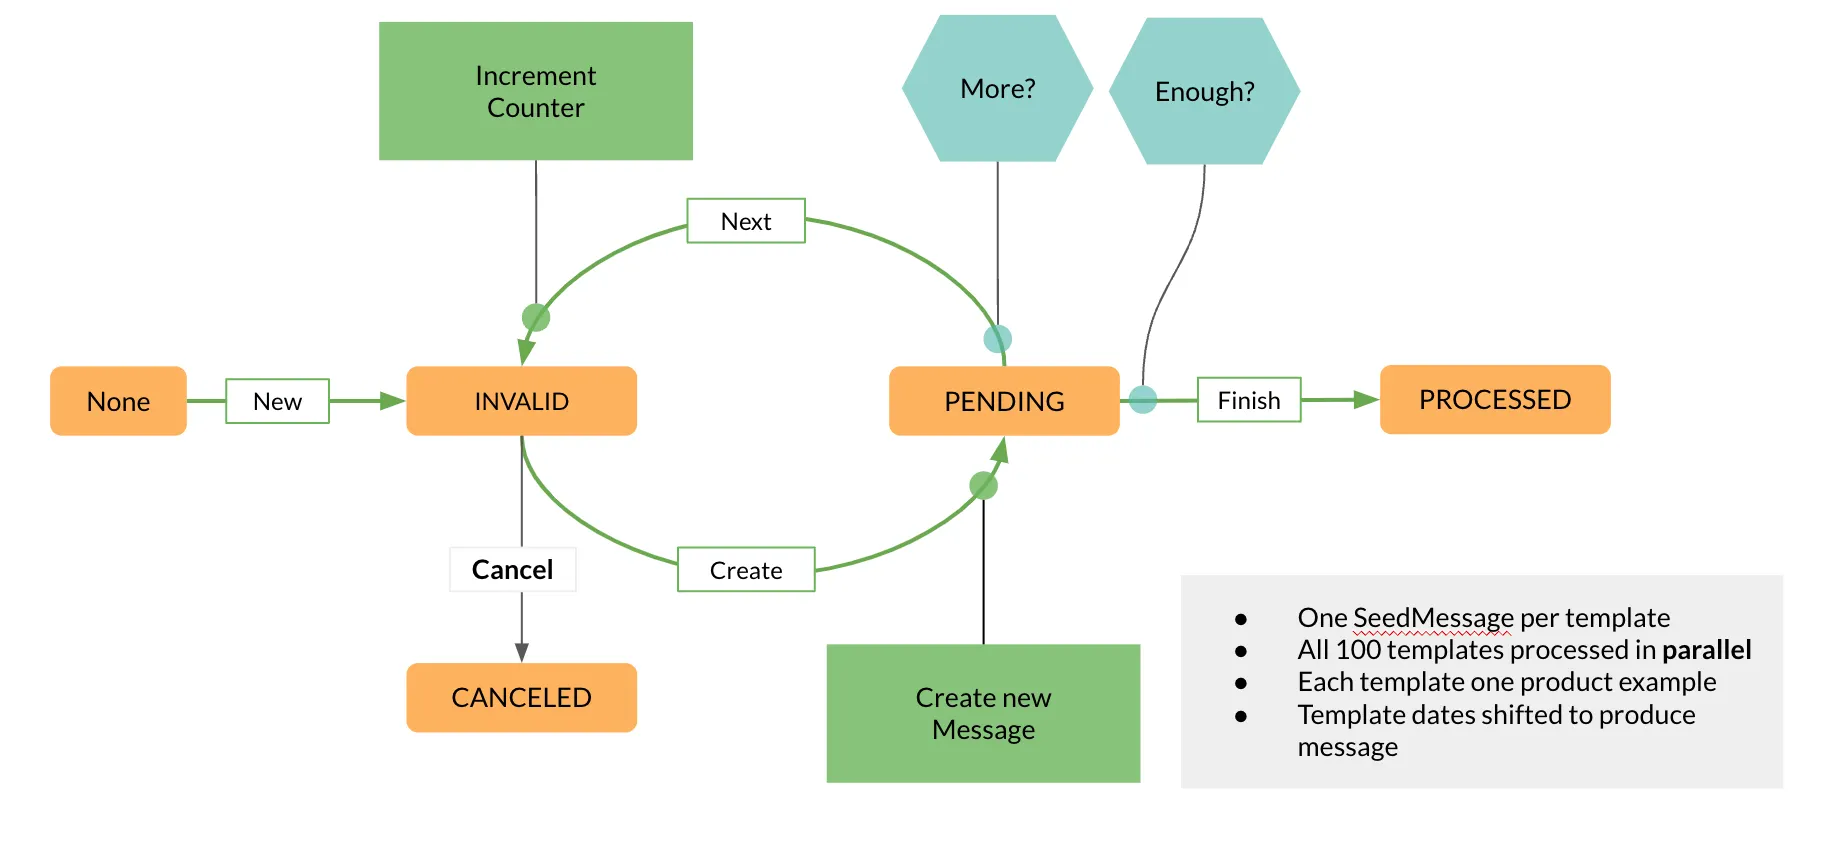 Increment
Counter
More?
Enough?
Next
None
New
INVALID
PENDING
Finish
PROCESSED
Cancel
Create
CANCELED
Create new
Message
● One SeedMessage per template
● All 100 templates processed in parallel
● Each template one product example
● Template dates shifted to produce
message